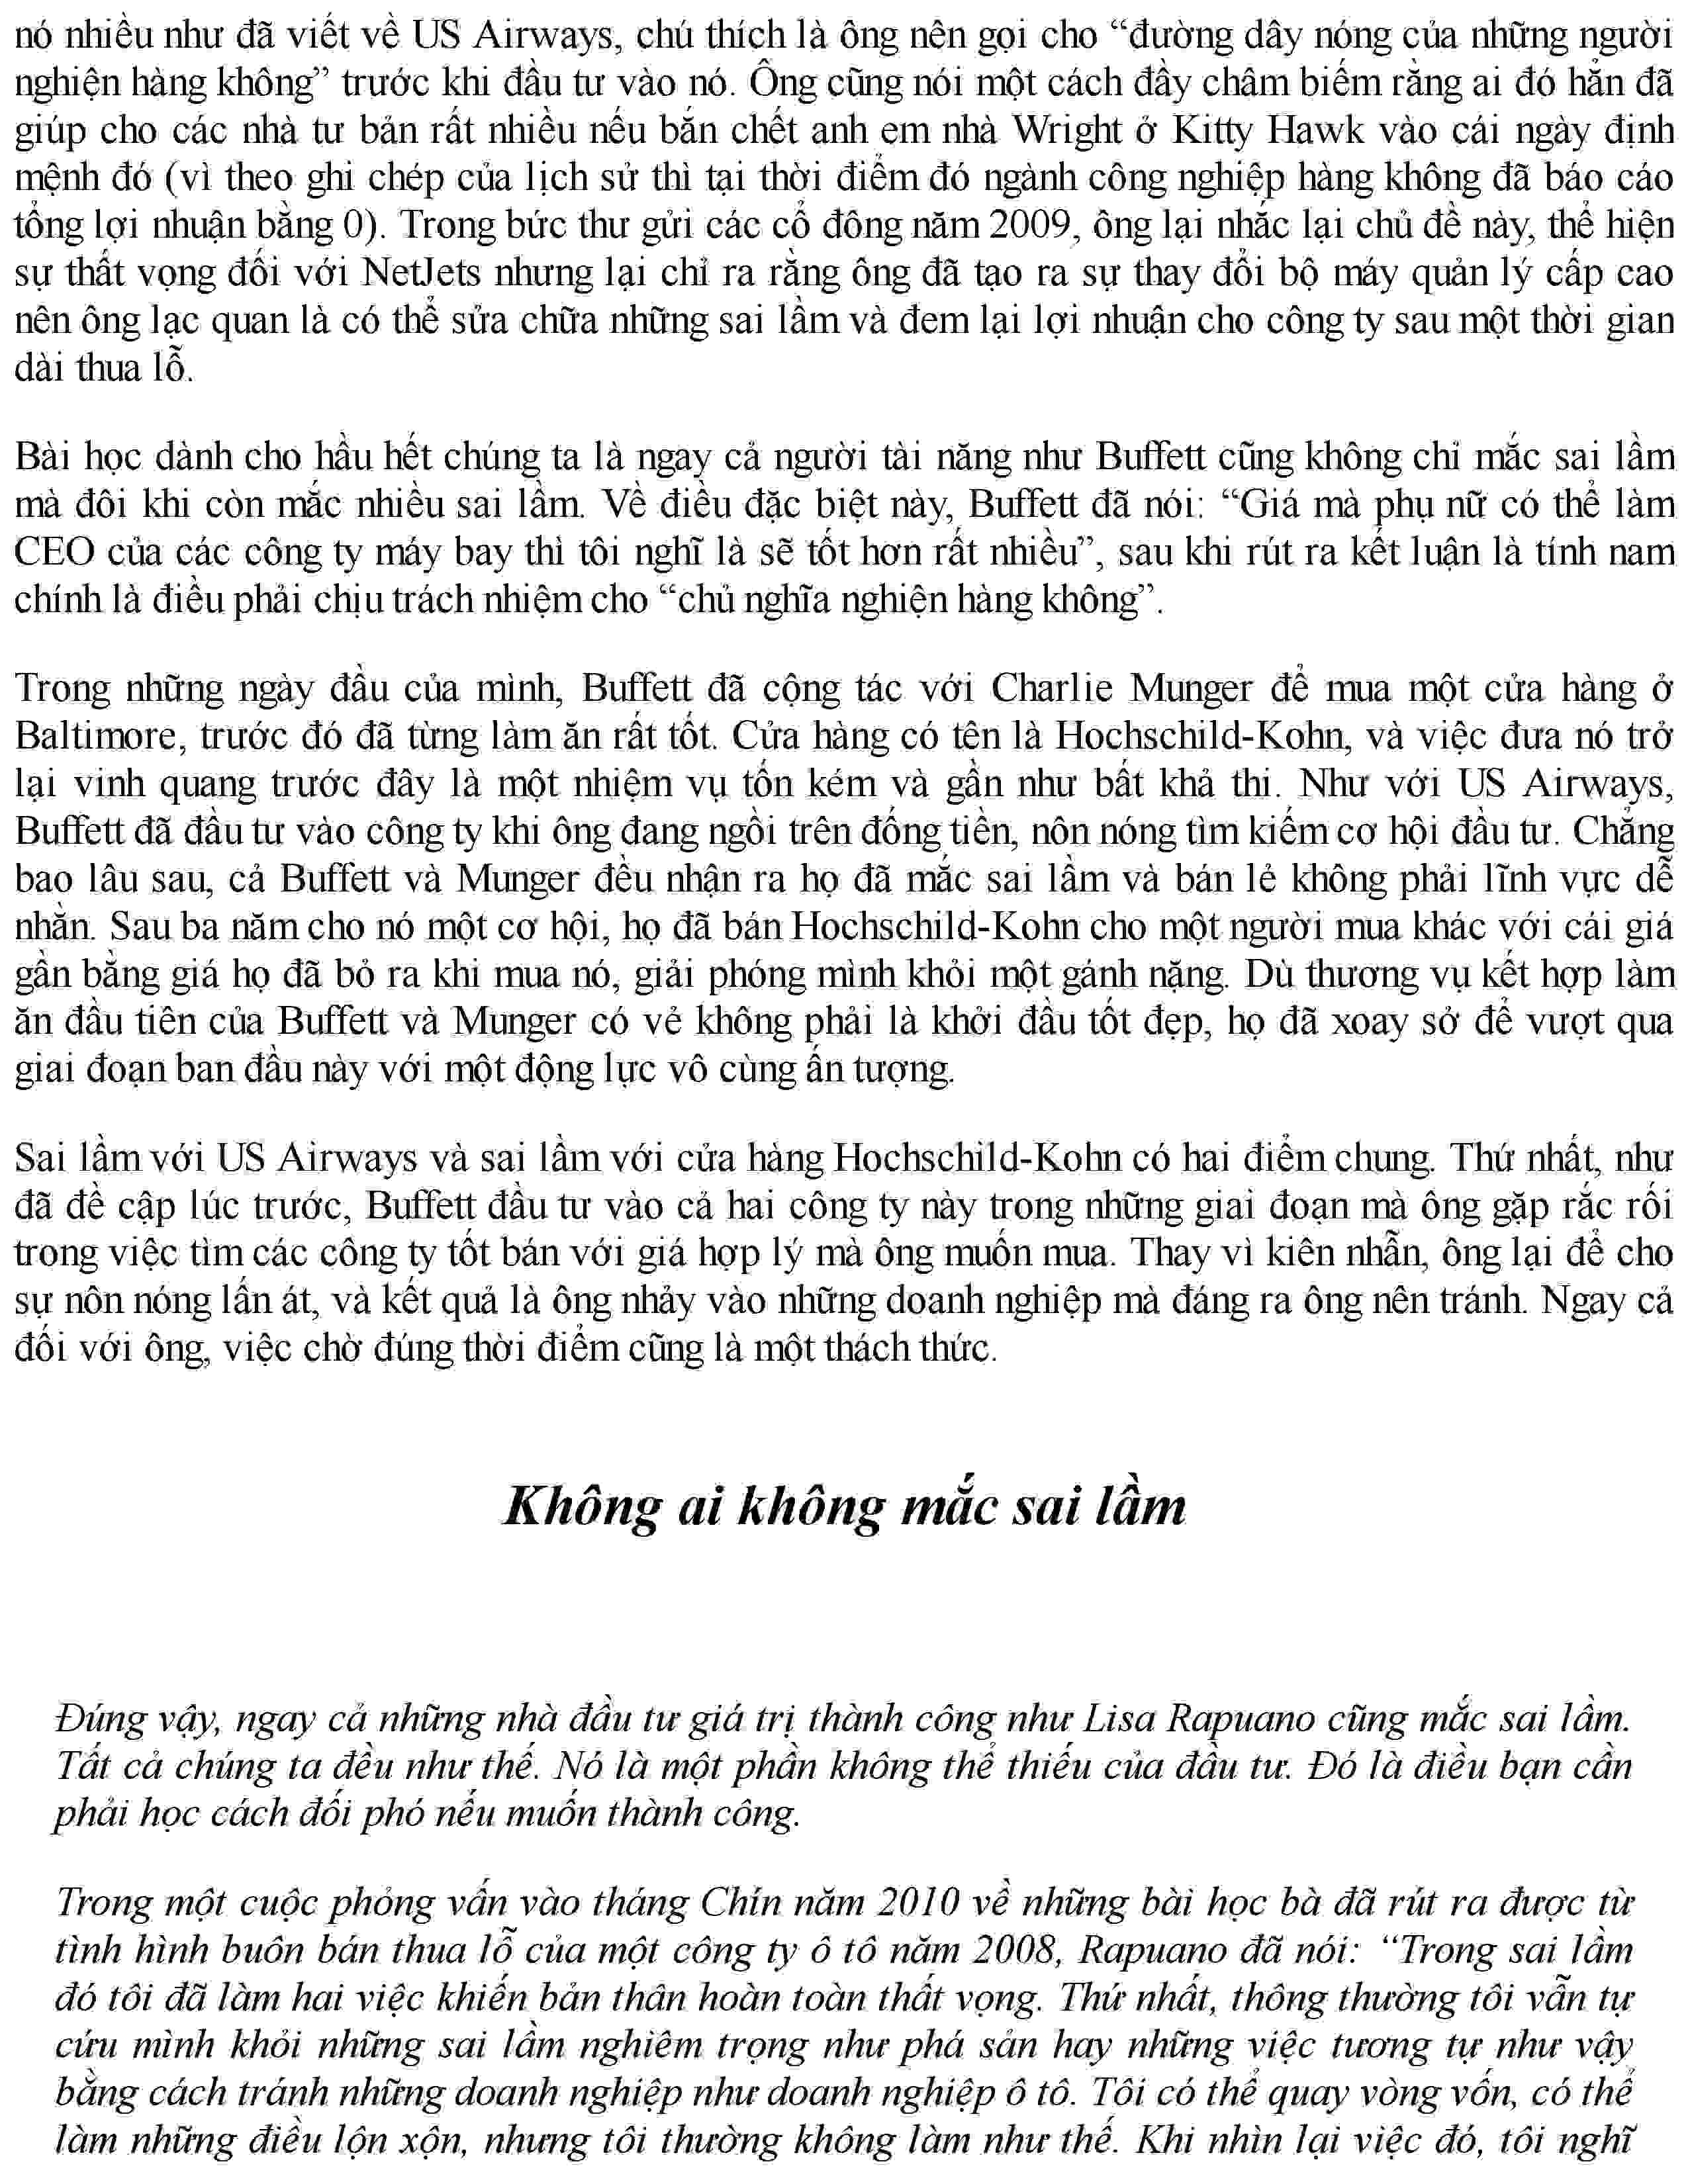 nó nhiều như đã viết về US Airways, chú thích là ông nên gọi cho “đường dây nóng của những người
nghiện hàng không” trước khi đầu tư vào nó. Ông cũng nói một cách đầy châm biếm rằng ai đó hẳn đã
giúp cho các nhà tư bản rất nhiều nếu bắn chết anh em nhà Wright ở Kitty Hawk vào cái ngày định
mệnh đó (vì theo ghi chép của lịch sử thì tại thời điểm đó ngành công nghiệp hàng không đã báo cáo
tổng lợi nhuận bằng 0). Trong bức thư gửi các cổ đông năm 2009, ông lại nhắc lại chủ đề này, thể hiện
sự thất vọng đối với NetJets nhưng lại chỉ ra rằng ông đã tạo ra sự thay đổi bộ máy quản lý cấp cao
nên ông lạc quan là có thể sửa chữa những sai lầm và đem lại lợi nhuận cho công ty sau một thời gian
dài thua lỗ.
Bài học dành cho hầu hết chúng ta là ngay cả người tài năng như Buffett cũng không chỉ mắc sai lầm
mà đôi khi còn mắc nhiều sai lầm. Về điều đặc biệt này, Buffett đã nói: “Giá mà phụ nữ có thể làm
CEO của các công ty máy bay thì tôi nghĩ là sẽ tốt hơn rất nhiều”, sau khi rút ra kết luận là tính nam
chính là điều phải chịu trách nhiệm cho “chủ nghĩa nghiện hàng không”.
Trong những ngày đầu của mình, Buffett đã cộng tác với Charlie Munger để mua một cửa hàng ở
Baltimore, trước đó đã từng làm ăn rất tốt. Cửa hàng có tên là Hochschild-Kohn, và việc đưa nó trở
lại vinh quang trước đây là một nhiệm vụ tốn kém và gần như bất khả thi. Như với US Airways,
Buffett đã đầu tư vào công ty khi ông đang ngồi trên đống tiền, nôn nóng tìm kiếm cơ hội đầu tư. Chẳng
bao lâu sau, cả Buffett và Munger đều nhận ra họ đã mắc sai lầm và bán lẻ không phải lĩnh vực dễ
nhằn. Sau ba năm cho nó một cơ hội, họ đã bán Hochschild-Kohn cho một người mua khác với cái giá
gần bằng giá họ đã bỏ ra khi mua nó, giải phóng mình khỏi một gánh nặng. Dù thương vụ kết hợp làm
ăn đầu tiên của Buffett và Munger có vẻ không phải là khởi đầu tốt đẹp, họ đã xoay sở để vượt qua
giai đoạn ban đầu này với một động lực vô cùng ấn tượng.
Sai lầm với US Airways và sai lầm với cửa hàng Hochschild-Kohn có hai điểm chung. Thứ nhất, như
đã đề cập lúc trước, Buffett đầu tư vào cả hai công ty này trong những giai đoạn mà ông gặp rắc rối
trong việc tìm các công ty tốt bán với giá hợp lý mà ông muốn mua. Thay vì kiên nhẫn, ông lại để cho
sự nôn nóng lấn át, và kết quả là ông nhảy vào những doanh nghiệp mà đáng ra ông nên tránh. Ngay cả
đối với ông, việc chờ đúng thời điểm cũng là một thách thức.
Không ai không mắc sai lầm
Đúng vậy, ngay cả những nhà đầu tư giá trị thành công như Lisa Rapuano cũng mắc sai lầm.
Tất cả chúng ta đều như thế. Nó là một phần không thể thiếu của đầu tư. Đó là điều bạn cần
phải học cách đối phó nếu muốn thành công.
Trong một cuộc phỏng vấn vào tháng Chín năm 2010 về những bài học bà đã rút ra được từ
tình hình buôn bán thua lỗ của một công ty ô tô năm 2008, Rapuano đã nói: “Trong sai lầm
đó tôi đã làm hai việc khiến bản thân hoàn toàn thất vọng. Thứ nhất, thông thường tôi vẫn tự
cứu mình khỏi những sai lầm nghiêm trọng như phá sản hay những việc tương tự như vậy
bằng cách tránh những doanh nghiệp như doanh nghiệp ô tô. Tôi có thể quay vòng vốn, có thể
làm những điều lộn xộn, nhưng tôi thường không làm như thế. Khi nhìn lại việc đó, tôi nghĩ